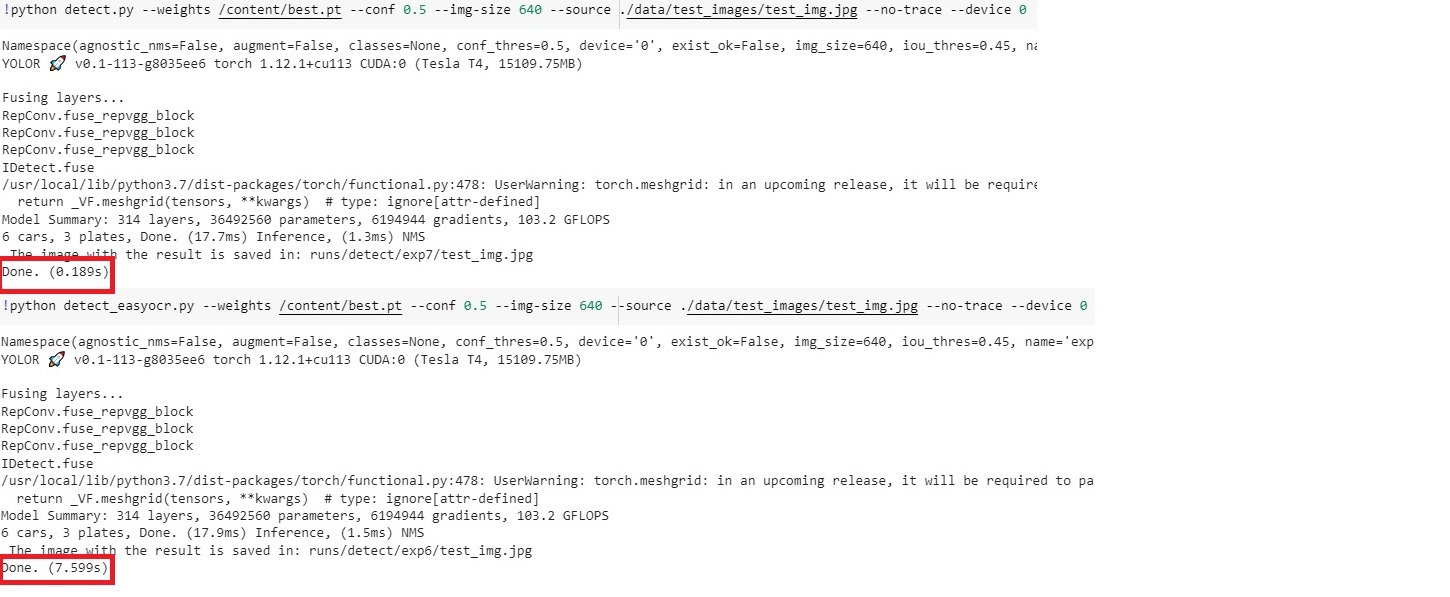 !python detect.py --weights /content/best.pt --conf 0.5 --img-size 640 --source ./data/test_images/test_img.jpg --no-trace --device 0
Namespace(agnostic_nms=False, augment=False, classes=None, conf_thres=0.5, device='0', exist_ok=False, img_size=640, iou_thres=0.45,
YOLOR 🚀 v0.1-113-g8035ee6 torch 1.12.1+cu113 CUDA:0 (Tesla T4, 15109.75MB)
Fusing layers...
RepConv.fuse_repvgg_block
RepConv.fuse_repvgg_block
RepConv.fuse_repvgg_block
IDetect.fuse
/usr/local/lib/python3.7/dist-packages/torch/functional.py:478: UserWarning: torch.meshgrid: in an upcoming release, it will be require
return _VF.meshgrid(tensors, **kwargs)  # type: ignore[attr-defined]
Model Summary: 314 layers, 36492560 parameters, 6194944 gradients, 103.2 GFLOPS
6 cars, 3 plates, Done. (17.7ms) Inference, (1.3ms) NMS
The image with the result is saved in: runs/detect/exp7/test_img.jpg
Done. (0.189s)
!python detect_easyocr.py --weights /content/best.pt --conf 0.5 --img-size 640 --source ./data/test_images/test_img.jpg --no-trace --device 0
Namespace(agnostic_nms=False, augment=False, classes=None, conf_thres=0.5, device='0', exist_ok=False, img_size=640, iou_thres=0.45, name='exp
YOLOR 🚀 v0.1-113-g8035ee6 torch 1.12.1+cu113 CUDA:0 (Tesla T4, 15109.75MB)
Fusing layers...
RepConv.fuse_repvgg_block
RepConv.fuse_repvgg_block
RepConv.fuse_repvgg_block
IDetect.fuse
/usr/local/lib/python3.7/dist-packages/torch/functional.py:478: UserWarning: torch.meshgrid: in an upcoming release, it will be required to pa
return _VF.meshgrid(tensors, **kwargs)  # type: ignore[attr-defined]
Model Summary: 314 layers, 36492560 parameters, 6194944 gradients, 103.2 GFLOPS
6 cars, 3 plates, Done. (17.9ms) Inference, (1.5ms) NMS
The image with the result is saved in: runs/detect/exp6/test_img.jpg
Done. (7.599s)